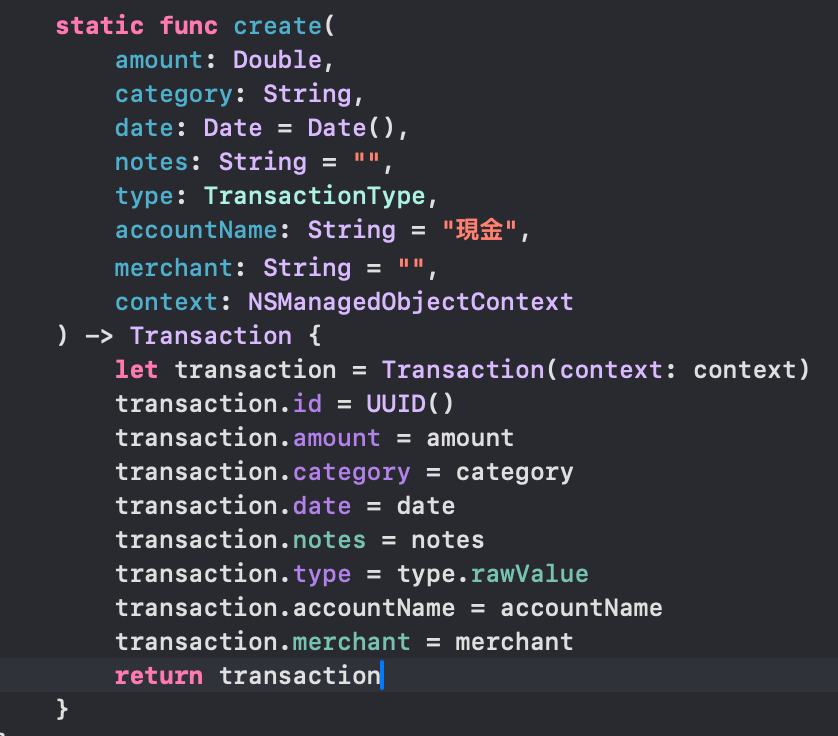 static func create(
    amount: Double,
    category: String,
    date: Date = Date(),
    notes: String = "",
    type: TransactionType,
    accountName: String = "現金",
    merchant: String = "",
    context: NSManagedObjectContext
) -> Transaction {
    let transaction = Transaction(context: context)
    transaction.id = UUID()
    transaction.amount = amount
    transaction.category = category
    transaction.date = date
    transaction.notes = notes
    transaction.type = type.rawValue
    transaction.accountName = accountName
    transaction.merchant = merchant
    return transaction
}